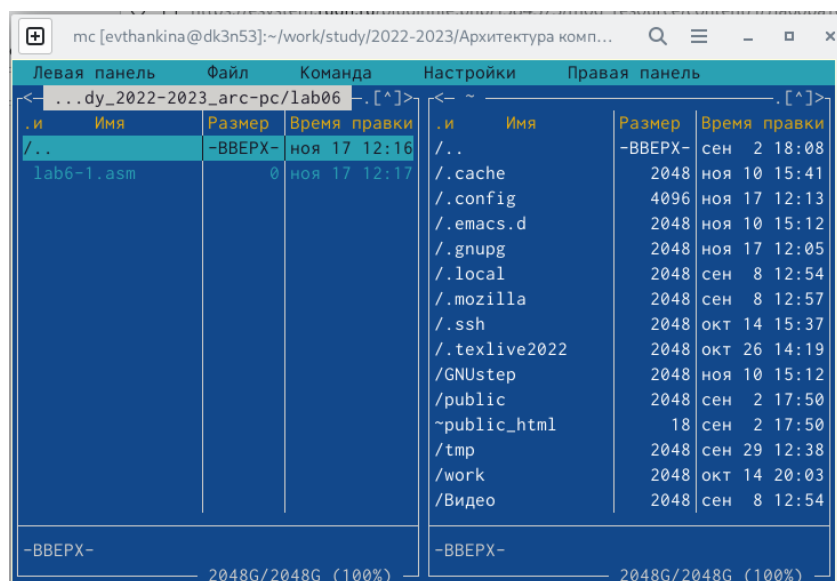 mc [evthankina@dk3n53]:~/work/study/2022-2023/Архитектура комп...
Левая панель Файл Команда Настройки Правая панель
<— ...dy_2022-2023_arc-pc/lab06 —.[^]>
.и Имя Размер Время правки
/.. -ВВЕРХ- ноя 17 12:16
lab6-1.asm 0 ноя 17 12:17
-ВВЕРХ-
2048G/2048G (100%)
<— ~ —.[^]>
.и Имя Размер Время правки
/.. -ВВЕРХ- сен 2 18:08
/.cache 2048 ноя 10 15:41
/.config 4096 ноя 17 12:13
/.emacs.d 2048 ноя 10 15:12
/.gnupg 2048 ноя 17 12:05
/.local 2048 сен 8 12:54
/.mozilla 2048 сен 8 12:57
/.ssh 2048 окт 14 15:37
/.texlive2022 2048 окт 26 14:19
/GNUstep 2048 ноя 10 15:12
/public 2048 сен 2 17:50
~public_html 18 сен 2 17:50
/tmp 2048 сен 29 12:38
/work 2048 окт 14 20:03
/Видео 2048 сен 8 12:54
-ВВЕРХ-
2048G/2048G (100%)